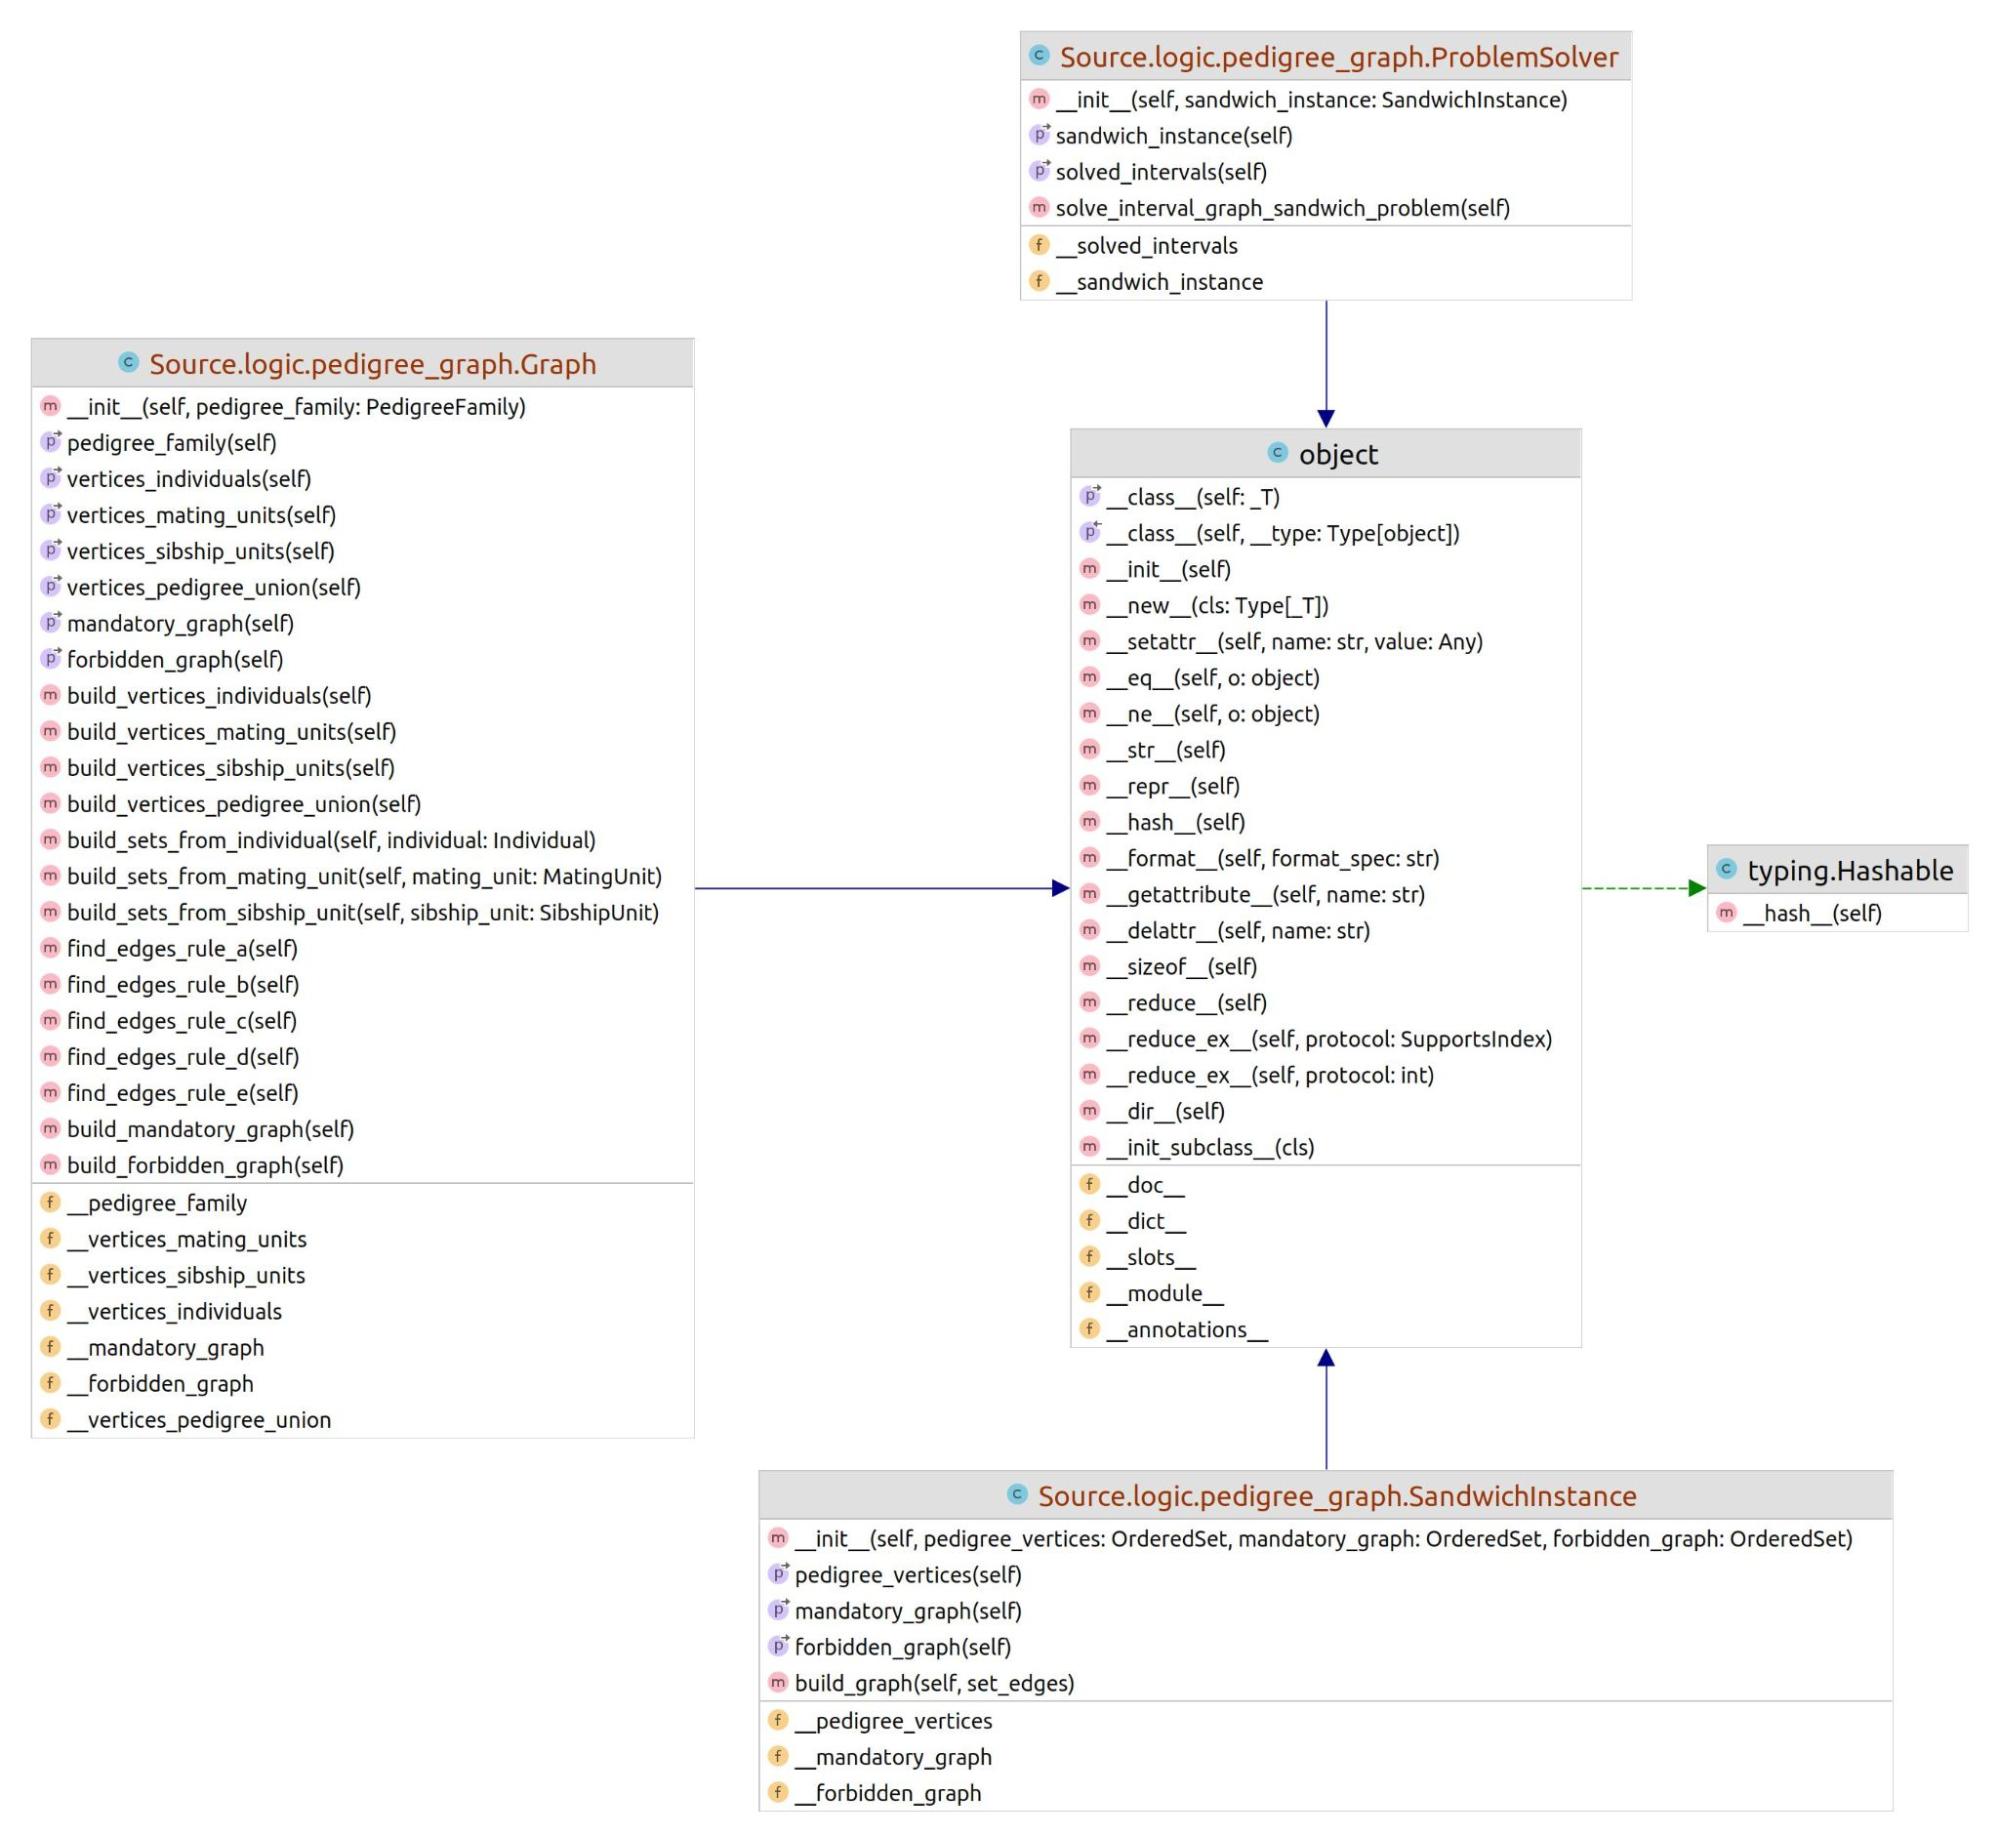 Source.logic.pedigree_graph.ProblemSolver
__init__(self, sandwich_instance: SandwichInstance)
sandwich_instance(self)
solved_intervals(self)
solve_interval_graph_sandwich_problem(self)
__solved_intervals
__sandwich_instance
Source.logic.pedigree_graph.Graph
__init__(self, pedigree_family: PedigreeFamily)
pedigree_family(self)
vertices_individuals(self)
vertices_mating_units(self)
vertices_sibship_units(self)
vertices_pedigree_union(self)
mandatory_graph(self)
forbidden_graph(self)
build_vertices_individuals(self)
build_vertices_mating_units(self)
build_vertices_sibship_units(self)
build_vertices_pedigree_union(self)
build_sets_from_individual(self, individual: Individual)
build_sets_from_mating_unit(self, mating_unit: MatingUnit)
build_sets_from_sibship_unit(self, sibship_unit: SibshipUnit)
find_edges_rule_a(self)
find_edges_rule_b(self)
find_edges_rule_c(self)
find_edges_rule_d(self)
find_edges_rule_e(self)
build_mandatory_graph(self)
build_forbidden_graph(self)
__pedigree_family
__vertices_mating_units
__vertices_sibship_units
__vertices_individuals
__mandatory_graph
__forbidden_graph
__vertices_pedigree_union
object
__class__(self: _T)
__class__(self, __type: Type[object])
__init__(self)
__new__(cls: Type[_T])
__setattr__(self, name: str, value: Any)
__eq__(self, o: object)
__ne__(self, o: object)
__str__(self)
__repr__(self)
__hash__(self)
__format__(self, format_spec: str)
__getattribute__(self, name: str)
__delattr__(self, name: str)
__sizeof__(self)
__reduce__(self)
__reduce_ex__(self, protocol: SupportsIndex)
__reduce_ex__(self, protocol: int)
__dir__(self)
__init_subclass__(cls)
__doc__
__dict__
__slots__
__module__
__annotations__
typing.Hashable
__hash__(self)
Source.logic.pedigree_graph.SandwichInstance
__init__(self, pedigree_vertices: OrderedSet, mandatory_graph: OrderedSet, forbidden_graph: OrderedSet)
pedigree_vertices(self)
mandatory_graph(self)
forbidden_graph(self)
build_graph(self, set_edges)
__pedigree_vertices
__mandatory_graph
__forbidden_graph